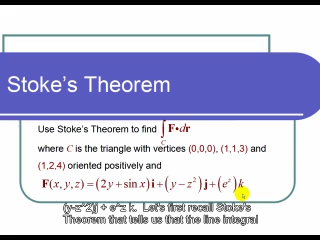 Stoke's Theorem
Use Stoke's Theorem to find ∫ F•dr
C
where C is the triangle with vertices (0,0,0), (1,1,3) and
(1,2,4) oriented positively and
F(x, y, z) = (2y + sin x) i + (y − z²) j + (eᶻ) k
(y-z^2)j + e^z k. Let's first recall Stoke's
Theorem that tells us that the line integral